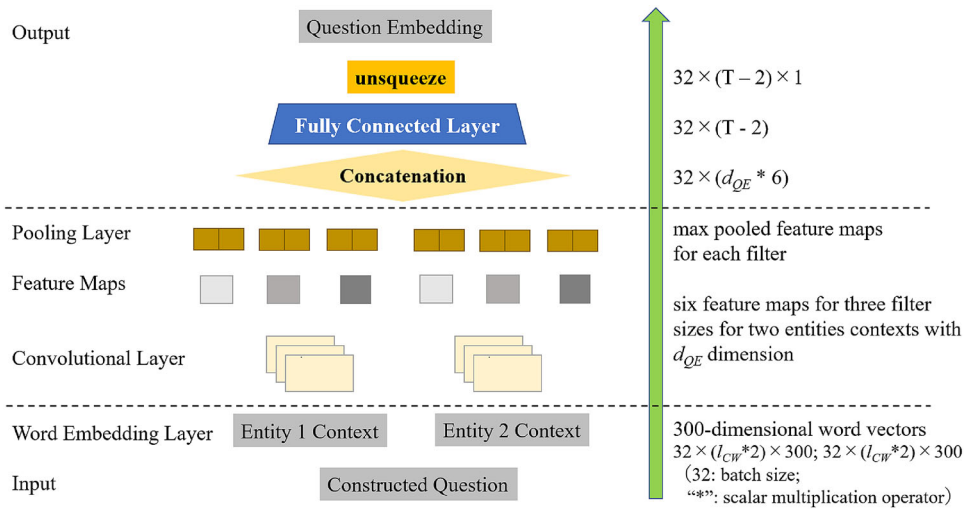 Output
Question Embedding
unsqueeze
32 × (T – 2) × 1
Fully Connected Layer
32 × (T - 2)
Concatenation
32 × (d_QE * 6)
Pooling Layer
max pooled feature maps
for each filter
Feature Maps
six feature maps for three filter
sizes for two entities contexts with
d_QE dimension
Convolutional Layer
Word Embedding Layer
Entity 1 Context
Entity 2 Context
300-dimensional word vectors
32 × (l_CW*2) × 300; 32 × (l_CW*2) × 300
(32: batch size;
“*”: scalar multiplication operator)
Input
Constructed Question